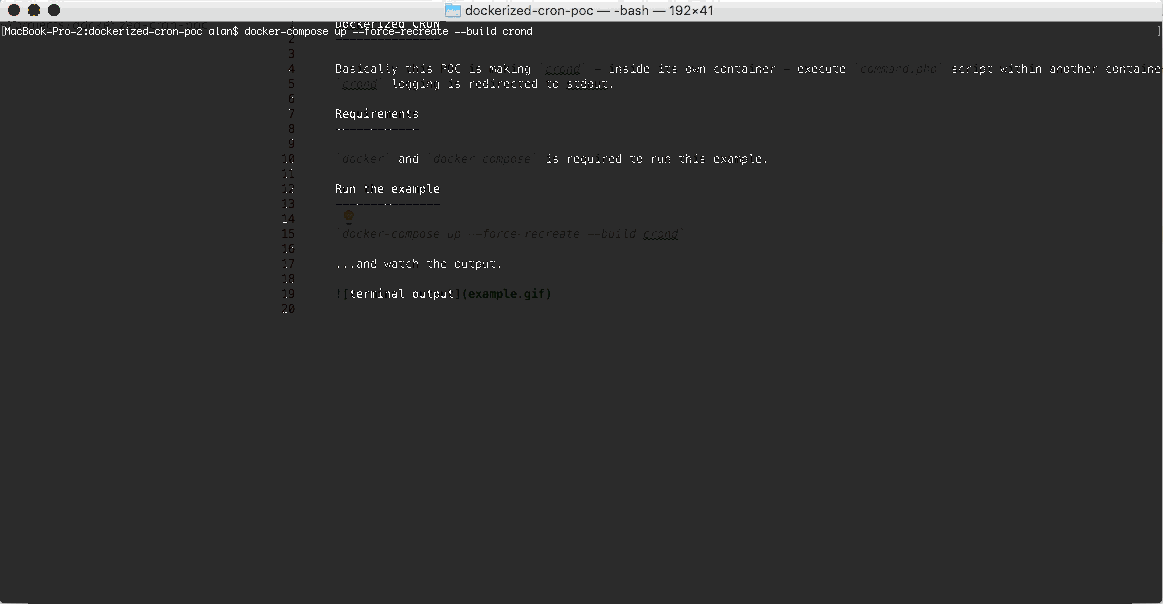 dockerized-cron-poc — -bash — 192×41
1 Dockerized CRON
[MacBook-Pro-2:dockerized-cron-poc alan$ docker-compose up --force-recreate --build crond ]
2
3
4 Basically this POC is making `crond` - inside its own container - execute `command.php` script within another containe
5 `crond` logging is redirected to stdout.
6
7 Requirements
8 ------------
9
10 `docker` and `docker-compose` is required to run this example.
11
12 Run the example
13 ---------------
14
15 `docker-compose up --force-recreate --build crond`
16
17 ...and watch the output.
18
19 ![terminal output](example.gif)
20